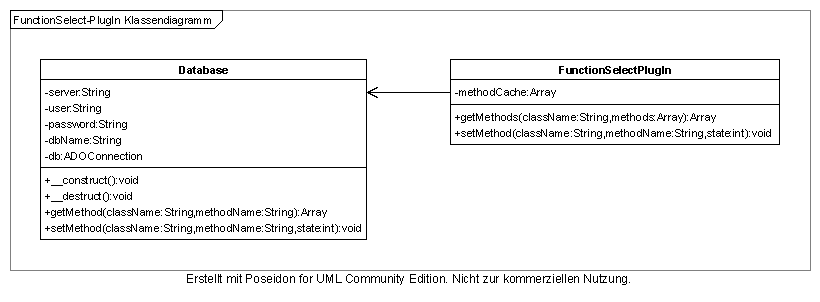 FunctionSelect-PlugIn Klassendiagramm
Database
-server:String
-user:String
-password:String
-dbName:String
-db:ADOConnection
+__construct():void
+__destruct():void
+getMethod(className:String,methodName:String):Array
+setMethod(className:String,methodName:String,state:int):void
FunctionSelectPlugIn
-methodCache:Array
+getMethods(className:String,methods:Array):Array
+setMethod(className:String,methodName:String,state:int):void
Erstellt mit Poseidon for UML Community Edition. Nicht zur kommerziellen Nutzung.